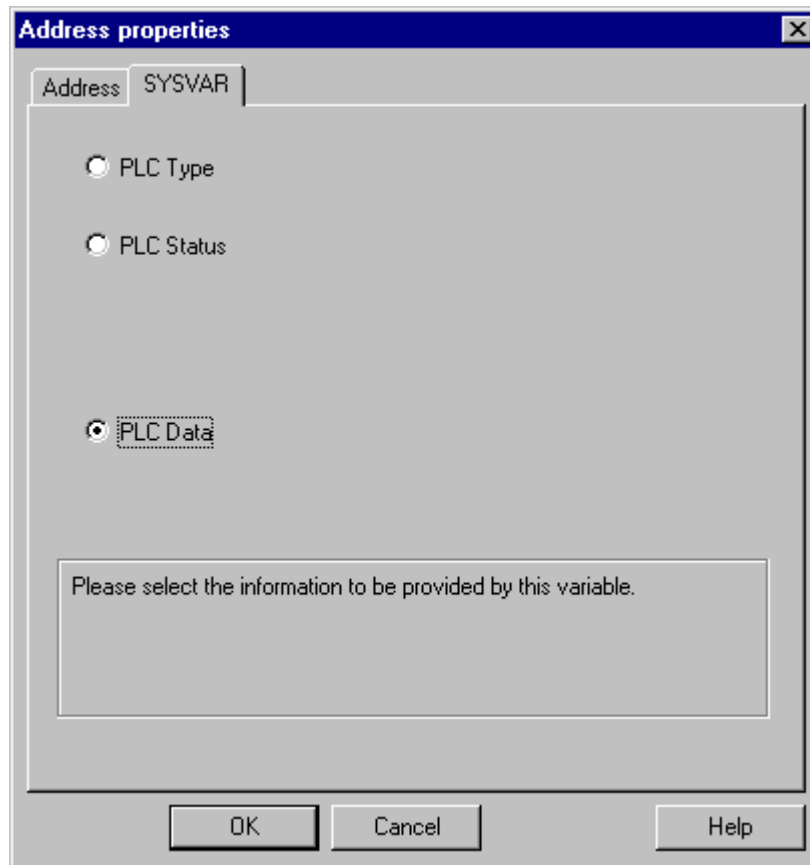 Address properties
Address SYSVAR
PLC Type
PLC Status
PLC Data
Please select the information to be provided by this variable.
OK Cancel Help